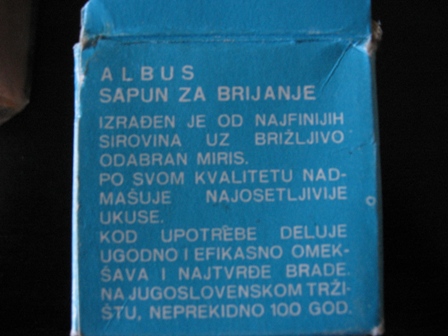 ALBUS
SAPUN ZA BRIJANJE
IZRAĐEN JE OD NAJFINIJIH
SIROVINA UZ BRIŽLJIVO
ODABRAN MIRIS.
PO SVOM KVALITETU NAD-
MAŠUJE NAJOSETLJIVIJE
UKUSE.
KOD UPOTREBE DELUJE
UGODNO I EFIKASNO OMEK-
ŠAVA I NAJTVRĐE BRADE.
NA JUGOSLOVENSKOM TRŽI-
ŠTU, NEPREKIDNO 100 GOD.